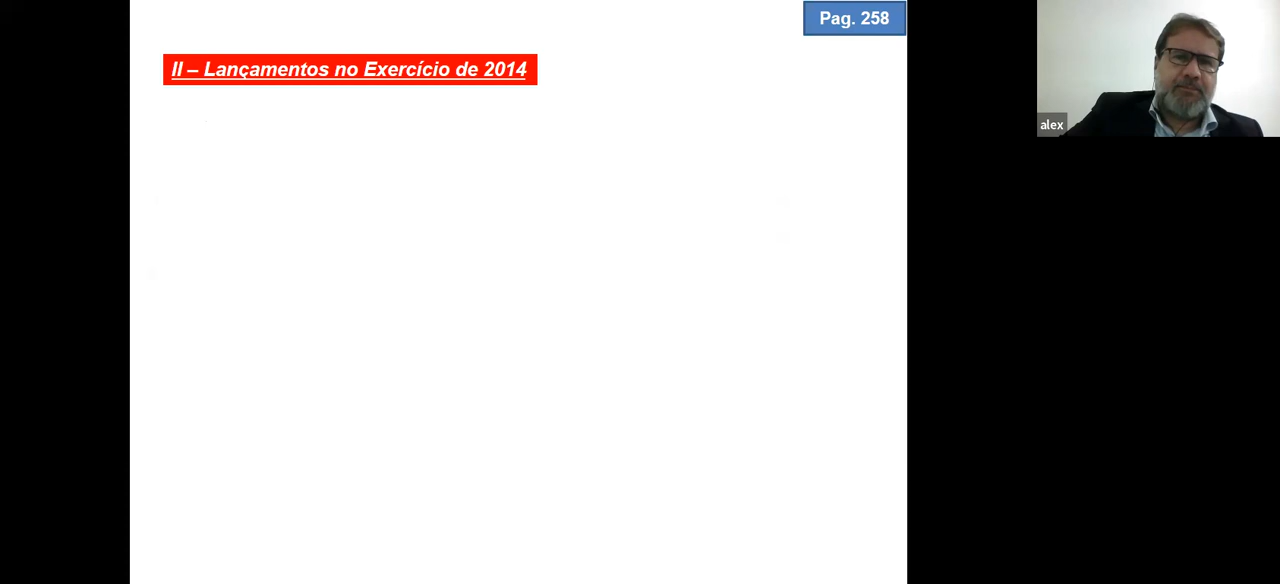 Pag. 258
II – Lançamentos no Exercício de 2014
alex